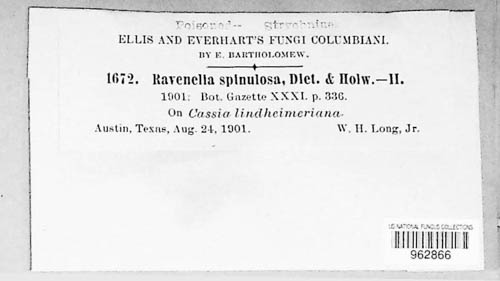 Poisoned-- Strychnine.
ELLIS AND EVERHART'S FUNGI COLUMBIANI.
BY E. BARTHOLOMEW.
1672. Ravenella spinulosa, Diet. & Holw.—II.
1901: Bot. Gazette XXXI. p. 336.
On Cassia lindheimeriana.
Austin, Texas, Aug. 24, 1901. W. H. Long, Jr.
US NATIONAL FUNGUS COLLECTIONS
962866